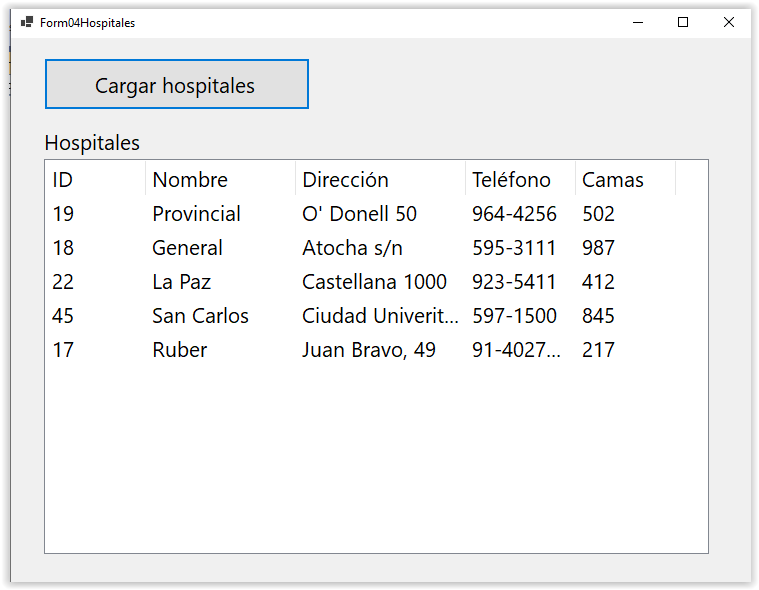 Form04Hospitales
Cargar hospitales
Hospitales
ID Nombre Dirección Teléfono Camas
19 Provincial O' Donell 50 964-4256 502
18 General Atocha s/n 595-3111 987
22 La Paz Castellana 1000 923-5411 412
45 San Carlos Ciudad Univerit... 597-1500 845
17 Ruber Juan Bravo, 49 91-4027... 217